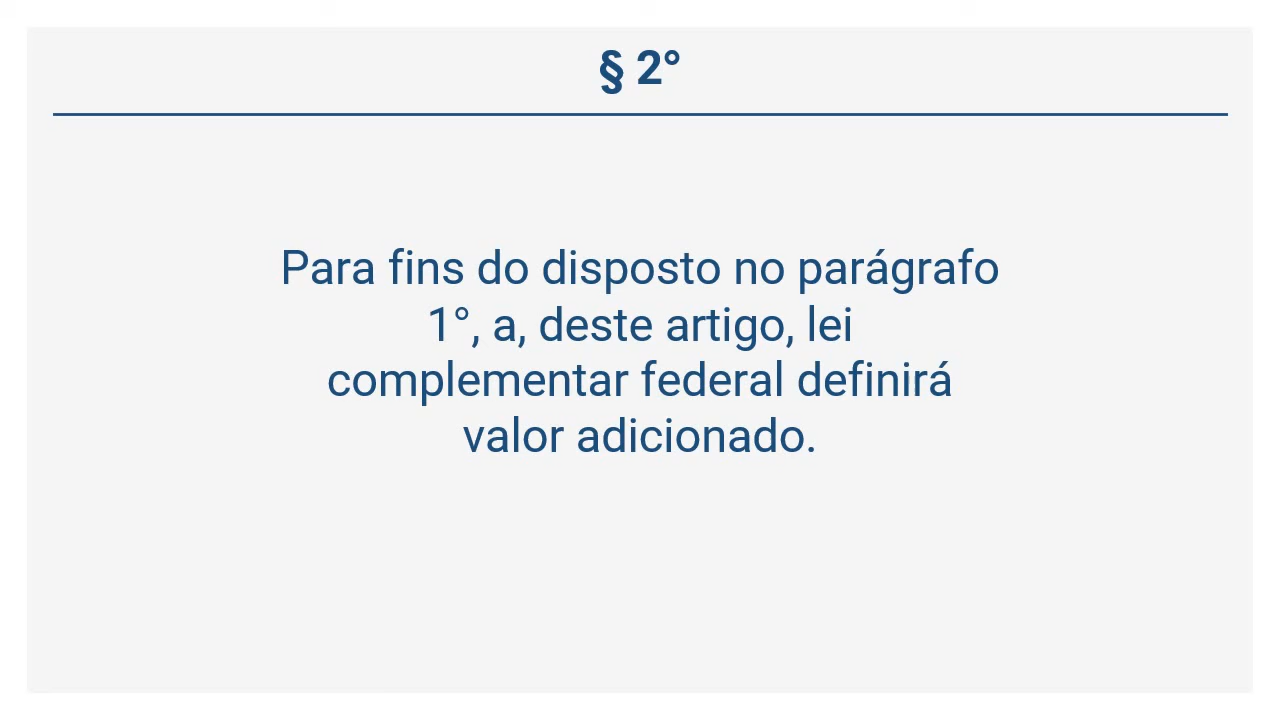 § 2°
Para fins do disposto no parágrafo
1°, a, deste artigo, lei
complementar federal definirá
valor adicionado.